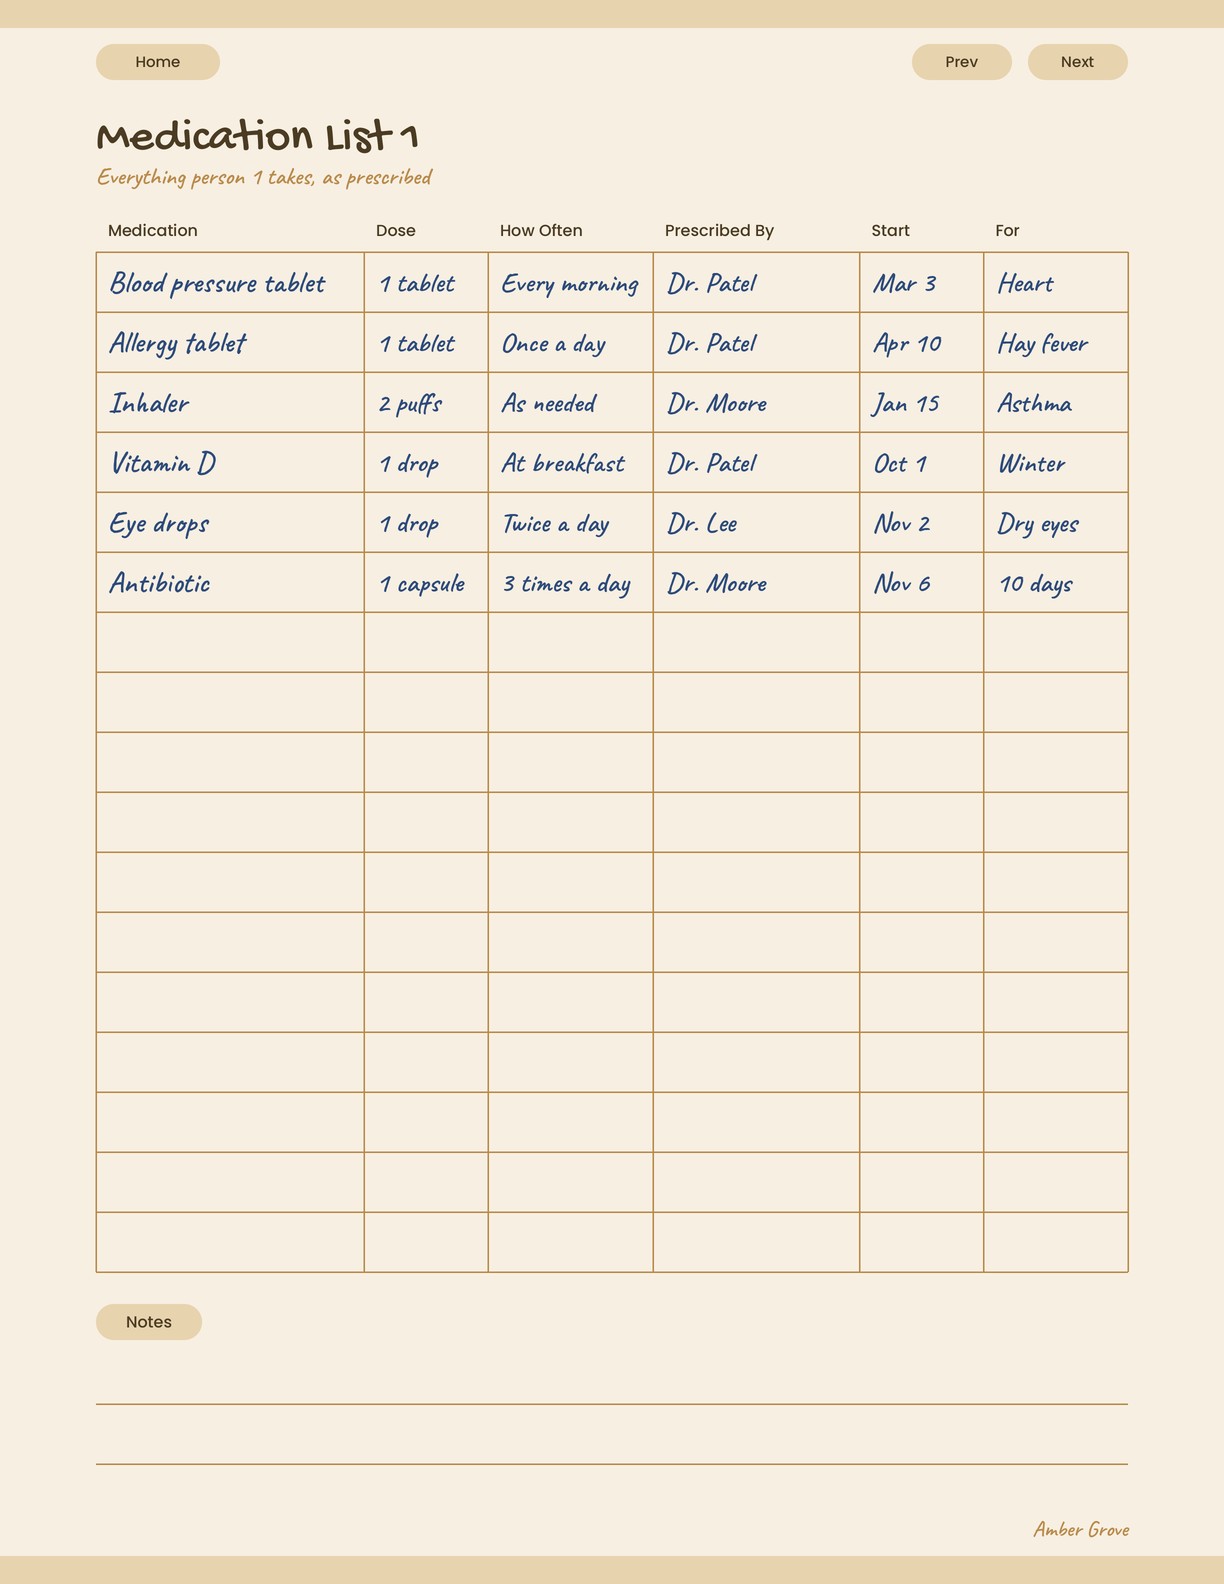 Home
Prev Next
Medication List 1
Everything person 1 takes, as prescribed
Medication Dose How Often Prescribed By Start For
Blood pressure tablet 1 tablet Every morning Dr. Patel Mar 3 Heart
Allergy tablet 1 tablet Once a day Dr. Patel Apr 10 Hay fever
Inhaler 2 puffs As needed Dr. Moore Jan 15 Asthma
Vitamin D 1 drop At breakfast Dr. Patel Oct 1 Winter
Eye drops 1 drop Twice a day Dr. Lee Nov 2 Dry eyes
Antibiotic 1 capsule 3 times a day Dr. Moore Nov 6 10 days
Notes
Amber Grove